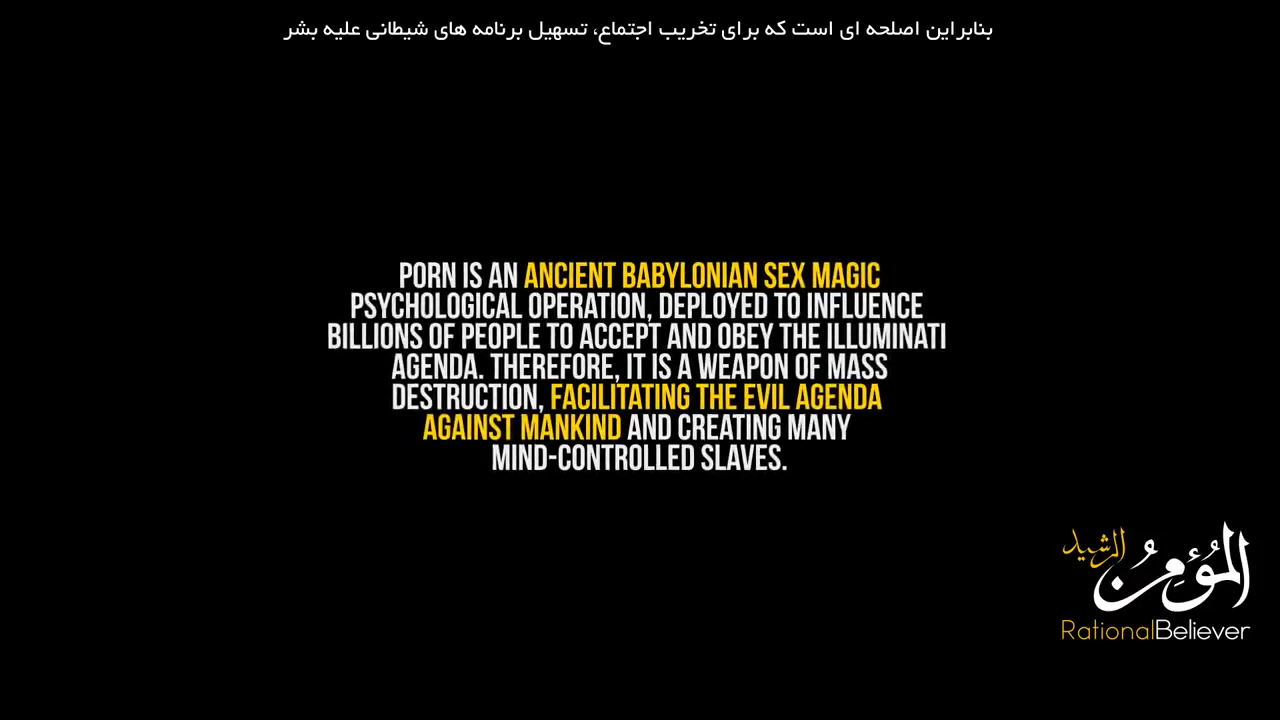 بنابراین اصلحه ای است که برای تخریب اجتماع، تسهیل برنامه های شیطانی علیه بشر
PORN IS AN ANCIENT BABYLONIAN SEX MAGIC
PSYCHOLOGICAL OPERATION, DEPLOYED TO INFLUENCE
BILLIONS OF PEOPLE TO ACCEPT AND OBEY THE ILLUMINATI
AGENDA. THEREFORE, IT IS A WEAPON OF MASS
DESTRUCTION, FACILITATING THE EVIL AGENDA
AGAINST MANKIND AND CREATING MANY
MIND-CONTROLLED SLAVES.
المُؤمِنُ الرشيد
RationalBeliever